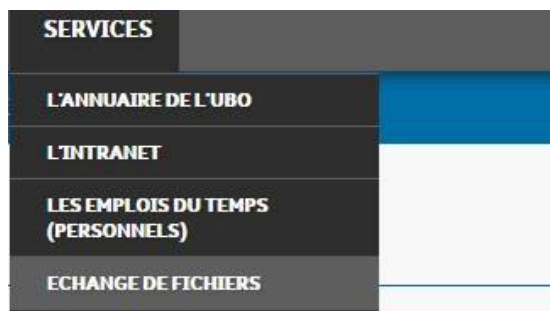 SERVICES
L'ANNUAIRE DE L'UBO
L'INTRANET
LES EMPLOIS DU TEMPS
(PERSONNELS)
ECHANGE DE FICHIERS